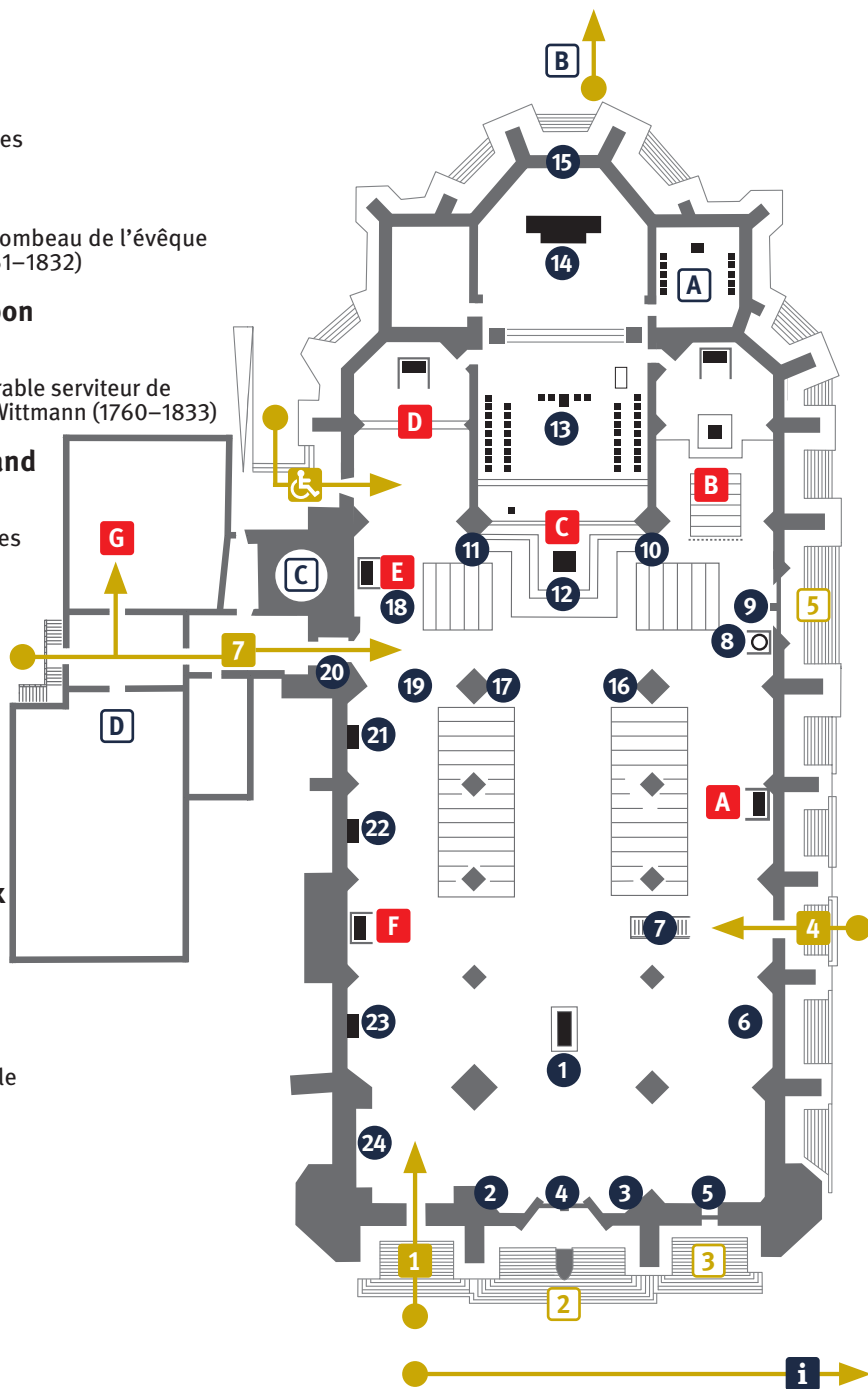 es
ombeau de l’évêque
1–1832)
on
rable serviteur de
Wittmann (1760–1833)
and
es
x
le
B
15
14
A
D
13
B
G
C
11
10
C
E
12
18
9
5
8
7
20
19
17
16
D
21
A
22
F
7
4
23
6
1
24
2
4
3
5
1
3
2
i